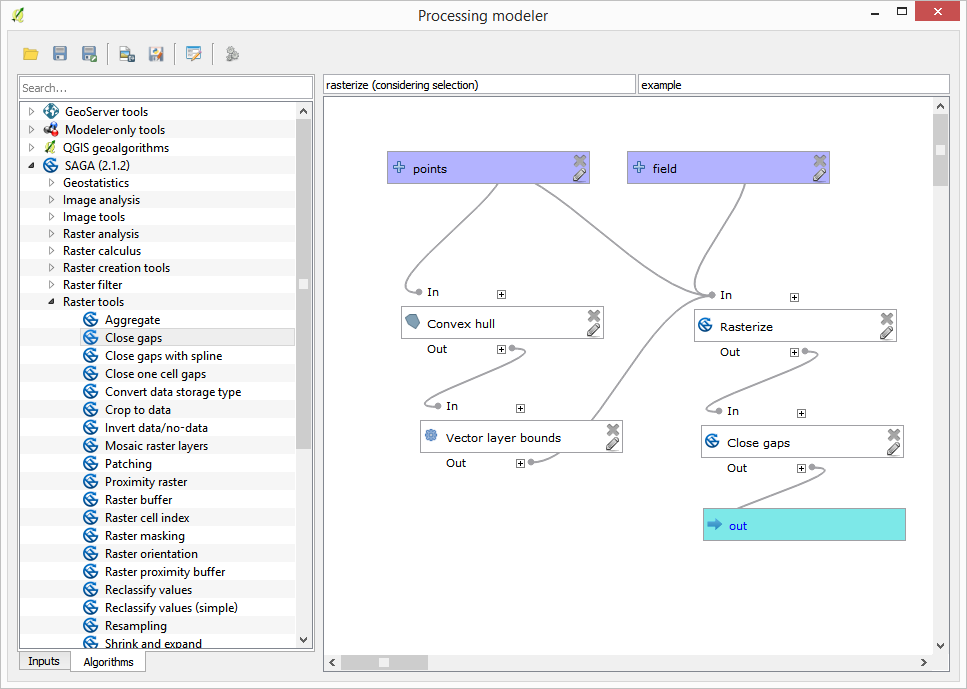 Processing modeler
Search...
GeoServer tools
Modeler-only tools
QGIS geoalgorithms
SAGA (2.1.2)
Geostatistics
Image analysis
Image tools
Raster analysis
Raster calculus
Raster creation tools
Raster filter
Raster tools
Aggregate
Close gaps
Close gaps with spline
Close one cell gaps
Convert data storage type
Crop to data
Invert data/no-data
Mosaic raster layers
Patching
Proximity raster
Raster buffer
Raster cell index
Raster masking
Raster orientation
Raster proximity buffer
Reclassify values
Reclassify values (simple)
Resampling
Shrink and expand
Inputs
Algorithms
rasterize (considering selection)
example
points
field
In
In
Convex hull
Rasterize
Out
Out
In
In
Vector layer bounds
Close gaps
Out
Out
out